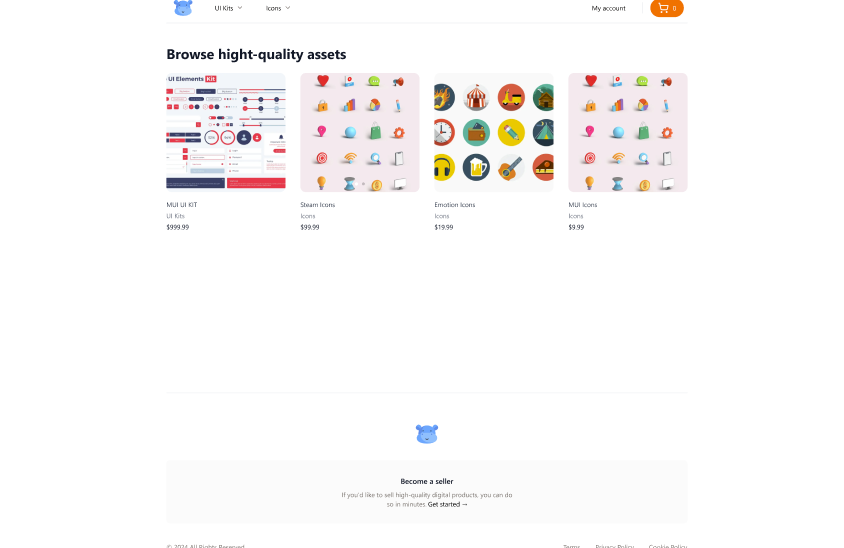 UI Kits
Icons
My account
0
Browse hight-quality assets
UI Elements Kit
MUI UI KIT
UI Kits
$999.99
Steam Icons
Icons
$99.99
Emotion Icons
Icons
$19.99
MUI Icons
Icons
$9.99
Become a seller
If you'd like to sell high-quality digital products, you can do
so in minutes Get started →
© 2024 All Rights Reserved
Terms
Privacy Policy
Cookie Policy